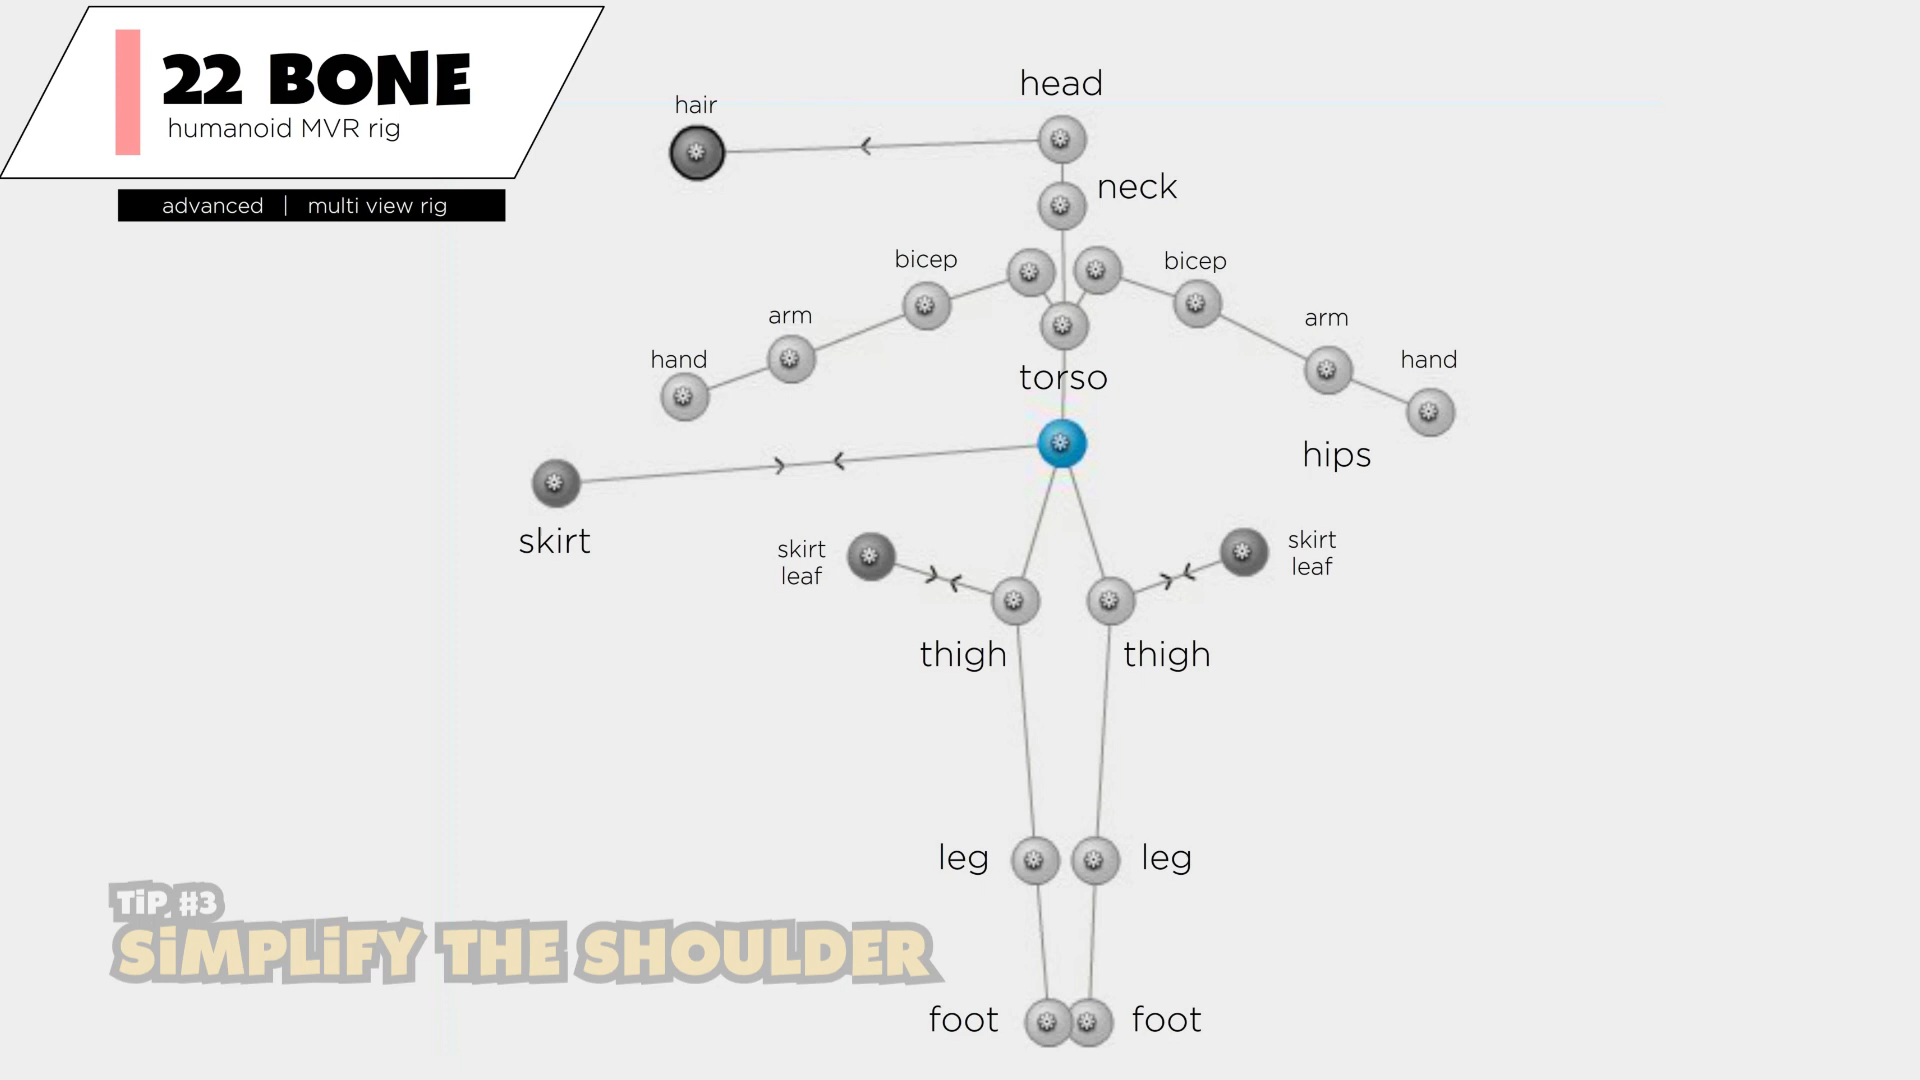 22 BONE
humanoid MVR rig
advanced | multi view rig
head
hair
neck
bicep
bicep
arm
arm
hand
hand
torso
hips
skirt
skirt
leaf
skirt
leaf
thigh
thigh
leg
leg
TiP #3
SiMPLiFY THE SHOULDER
foot
foot